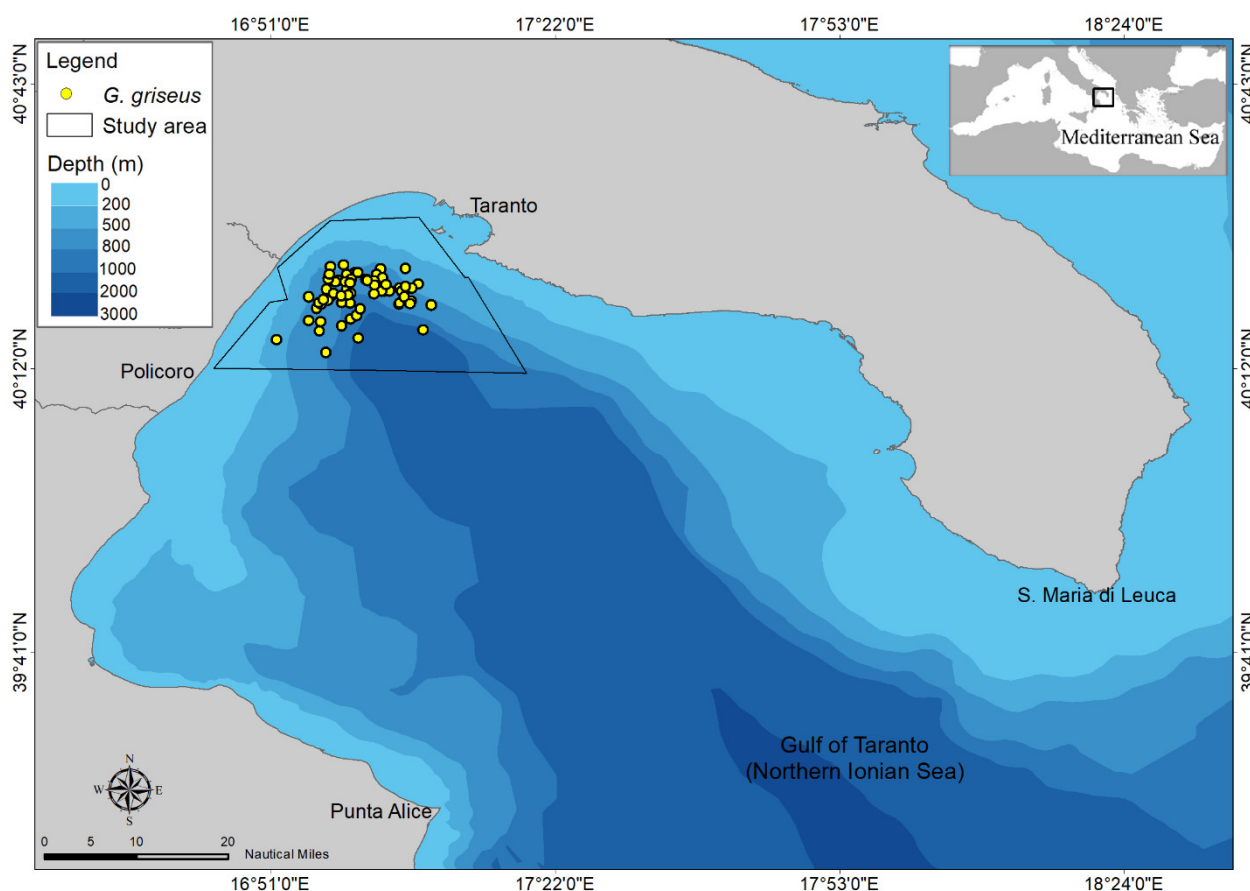 16°51'0"E
17°22'0"E
17°53'0"E
18°24'0"E
Legend
G. griseus
Study area
Depth (m)
0
200
500
800
1000
2000
3000
40°43'0"N
40°43'0"N
Mediterranean Sea
Taranto
Policoro
40°12'0"N
40°12'0"N
S. Maria di Leuca
39°41'0"N
39°41'0"N
Gulf of Taranto
(Northern Ionian Sea)
N
W
E
S
Punta Alice
0
5
10
20
Nautical Miles
16°51'0"E
17°22'0"E
17°53'0"E
18°24'0"E